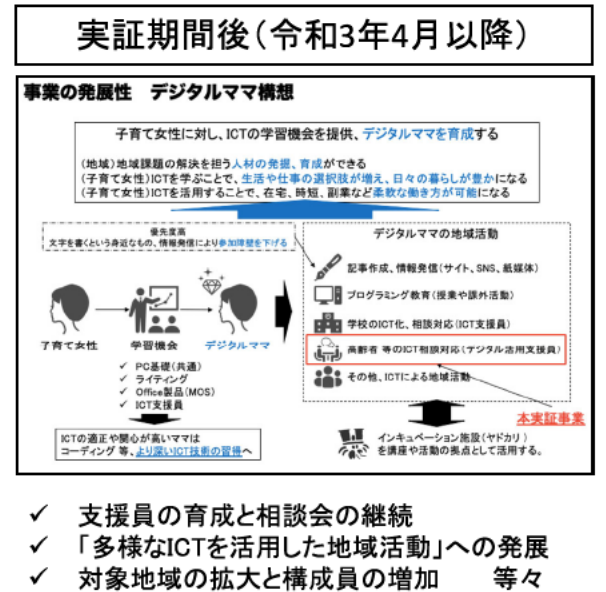 実証期間後（令和3年4月以降）
事業の発展性　デジタルママ構想
子育て女性に対し、ICTの学習機会を提供、デジタルママを育成する
（地域）地域課題の解決を担う人材の発掘、育成ができる
（子育て女性）ICTを学ぶことで、生活や仕事の選択肢が増え、日々の暮らしが豊かになる
（子育て女性）ICTを活用することで、在宅、時短、副業など柔軟な働き方が可能になる
優先度高
文字を書くという身近なもの、情報発信により参加障壁を下げる
子育て女性
学習機会
デジタルママ
✓ PC基礎（共通）
✓ ライティング
✓ Office製品（MOS）
✓ ICT支援員
ICTの適正や関心が高いママは
コーディング 等、より深いICT技術の習得へ
デジタルママの地域活動
記事作成、情報発信（サイト、SNS、紙媒体）
プログラミング教育（授業や課外活動）
学校のICT化、相談対応（ICT支援員）
高齢者 等のICT相談対応（デジタル活用支援員）
その他、ICTによる地域活動
本実証事業
インキュベーション施設（ヤドカリ）
を講座や活動の拠点として活用する。
✓ 支援員の育成と相談会の継続
✓ 「多様なICTを活用した地域活動」への発展
✓ 対象地域の拡大と構成員の増加　　等々